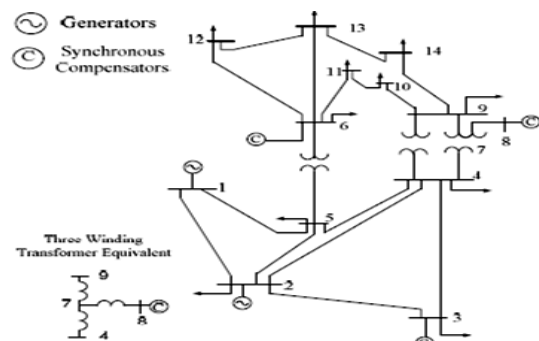 Generators
C Synchronous
Compensators
12
13
14
11
10
9
C
6
7
8
C
1
5
4
Three Winding
Transformer Equivalent
9
7
8
C
4
2
3